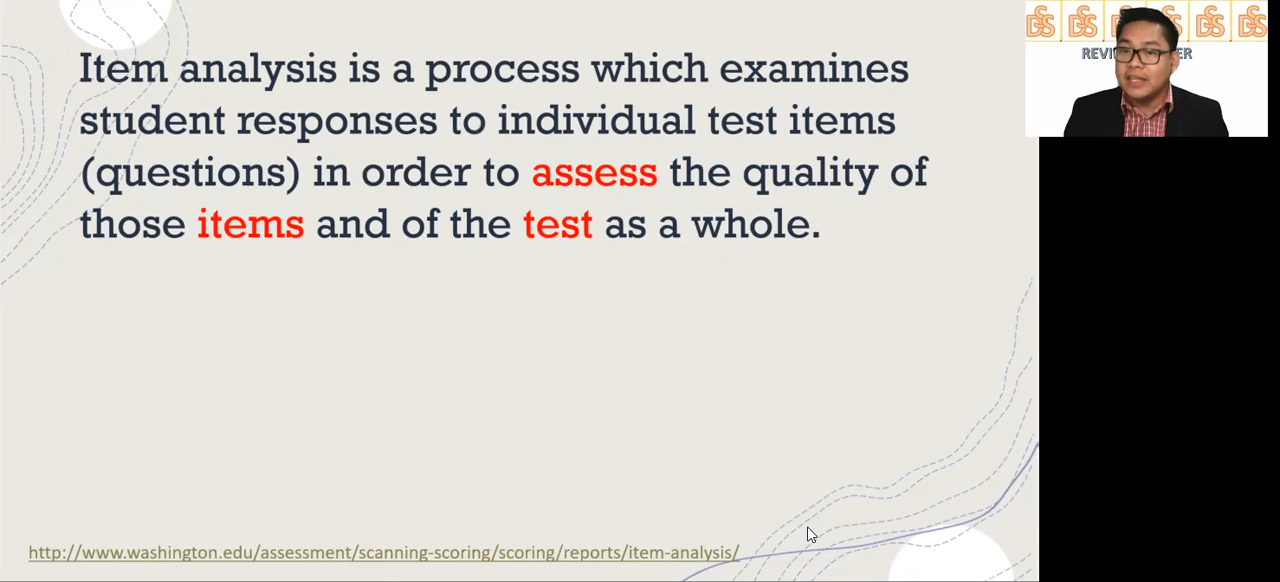 Item analysis is a process which examines
student responses to individual test items
(questions) in order to assess the quality of
those items and of the test as a whole.
http://www.washington.edu/assessment/scanning-scoring/scoring/reports/item-analysis/